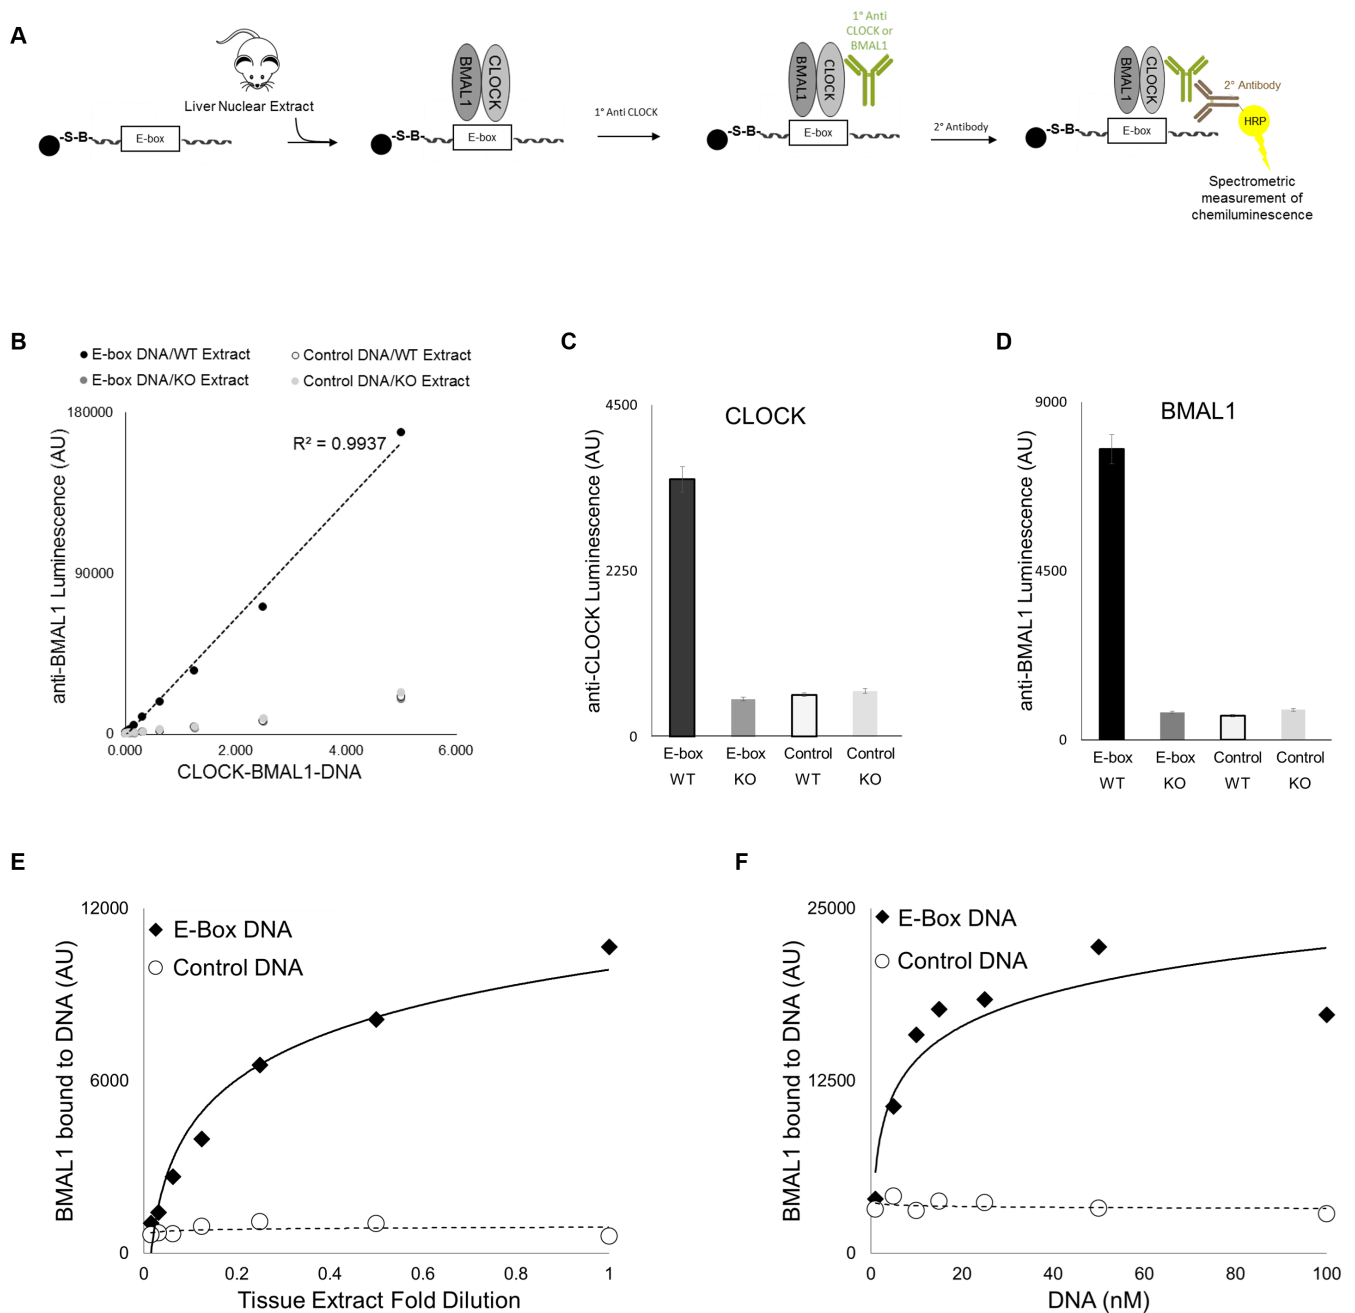 A
1° Anti
CLOCK or
BMAL1
BMAL1
CLOCK
BMAL1
CLOCK
BMAL1
CLOCK
Liver Nuclear Extract
2° Antibody
1° Anti CLOCK
2° Antibody
HRP
-S-B-
E-box
-S-B-
E-box
-S-B-
E-box
-S-B-
E-box
Spectrometric
measurement of
chemiluminescence
B
E-box DNA/WT Extract
Control DNA/WT Extract
E-box DNA/KO Extract
Control DNA/KO Extract
180000
R² = 0.9937
90000
0
0.000
2.000
4.000
6.000
anti-BMAL1 Luminescence (AU)
CLOCK-BMAL1-DNA
C
CLOCK
4500
2250
0
anti-CLOCK Luminescence (AU)
E-box E-box Control Control
WT KO WT KO
D
BMAL1
9000
4500
0
anti-BMAL1 Luminescence (AU)
E-box E-box Control Control
WT KO WT KO
E
12000
E-Box DNA
Control DNA
6000
0
0 0.2 0.4 0.6 0.8 1
BMAL1 bound to DNA (AU)
Tissue Extract Fold Dilution
F
25000
E-Box DNA
Control DNA
12500
0
0 20 40 60 80 100
BMAL1 bound to DNA (AU)
DNA (nM)